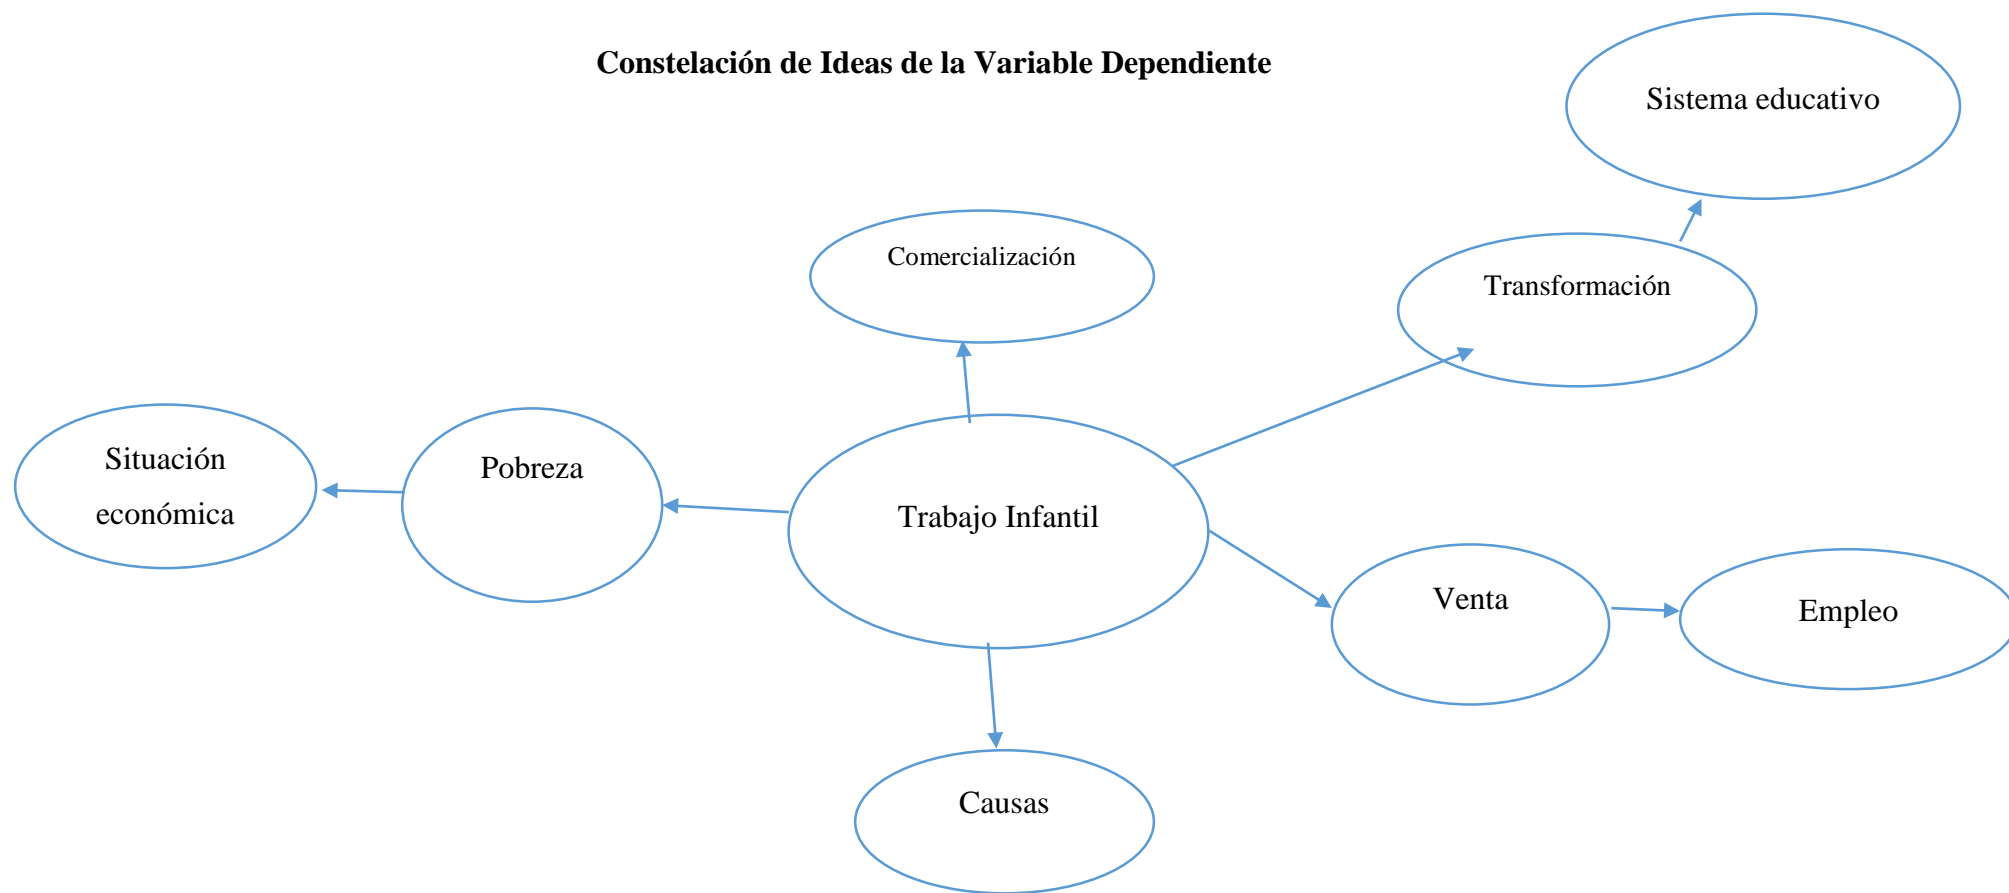 Constelación de Ideas de la Variable Dependiente
Sistema educativo
Comercialización
Transformación
Situación
económica
Pobreza
Trabajo Infantil
Venta
Empleo
Causas